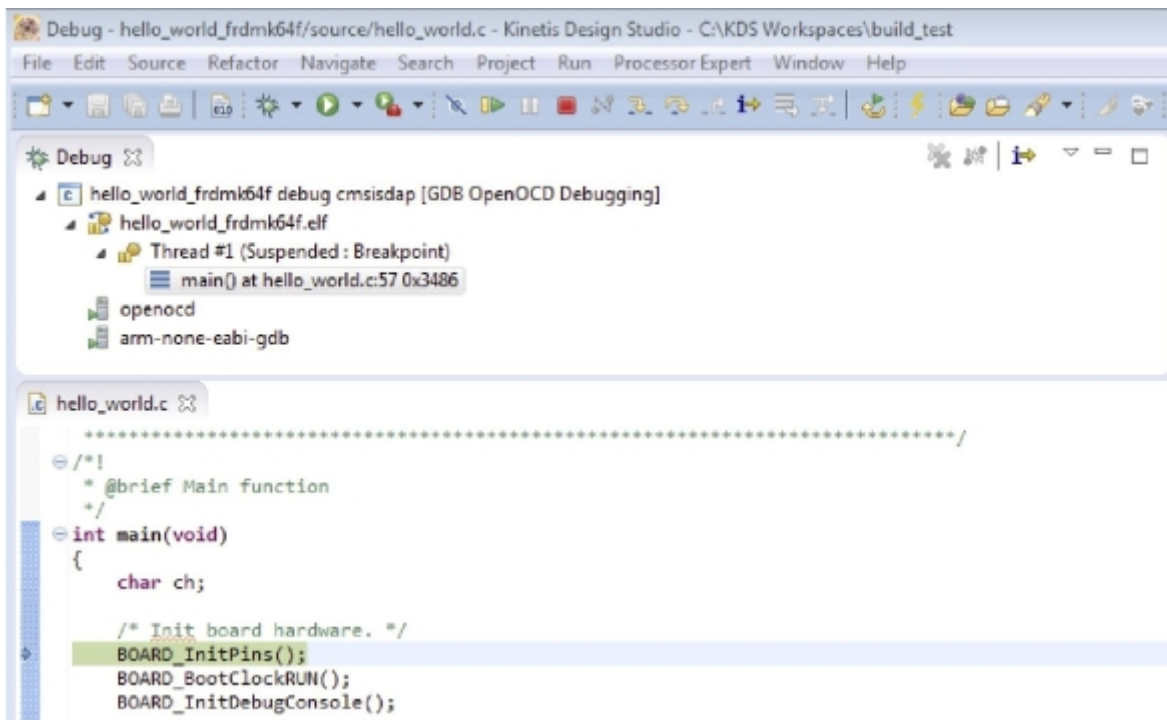 Debug - hello_world_frdmk64f/source/hello_world.c - Kinetis Design Studio - C:\KDS Workspaces\build_test
File Edit Source Refactor Navigate Search Project Run Processor Expert Window Help
010
Debug
hello_world_frdmk64f debug cmsisdap [GDB OpenOCD Debugging]
hello_world_frdmk64f.elf
Thread #1 (Suspended : Breakpoint)
main() at hello_world.c:57 0x3486
openocd
arm-none-eabi-gdb
hello_world.c
******************************************************************************/
/*!
* @brief Main function
*/
int main(void)
{
char ch;
/* Init board hardware. */
BOARD_InitPins();
BOARD_BootClockRUN();
BOARD_InitDebugConsole();